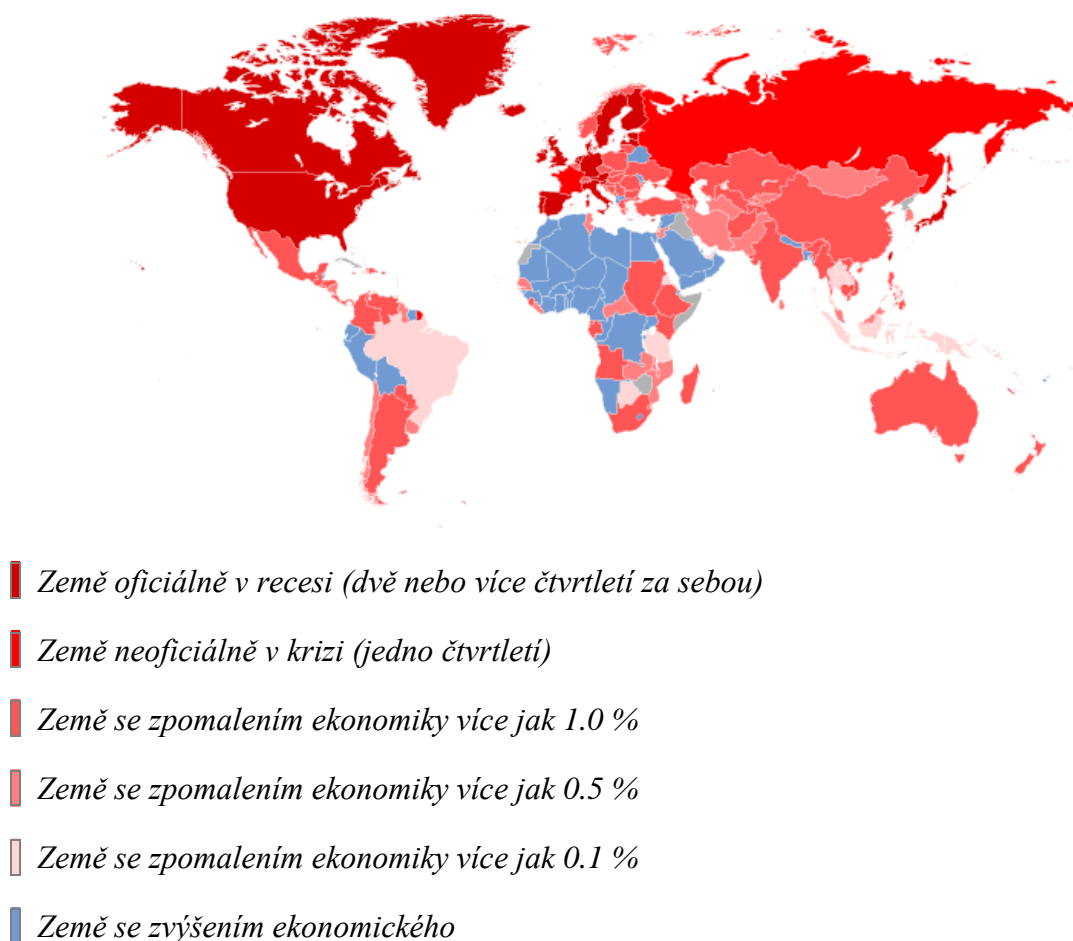 Země oficiálně v recesi (dvě nebo více čtvrtletí za sebou)
Země neoficiálně v krizi (jedno čtvrtletí)
Země se zpomalením ekonomiky více jak 1.0 %
Země se zpomalením ekonomiky více jak 0.5 %
Země se zpomalením ekonomiky více jak 0.1 %
Země se zvýšením ekonomického